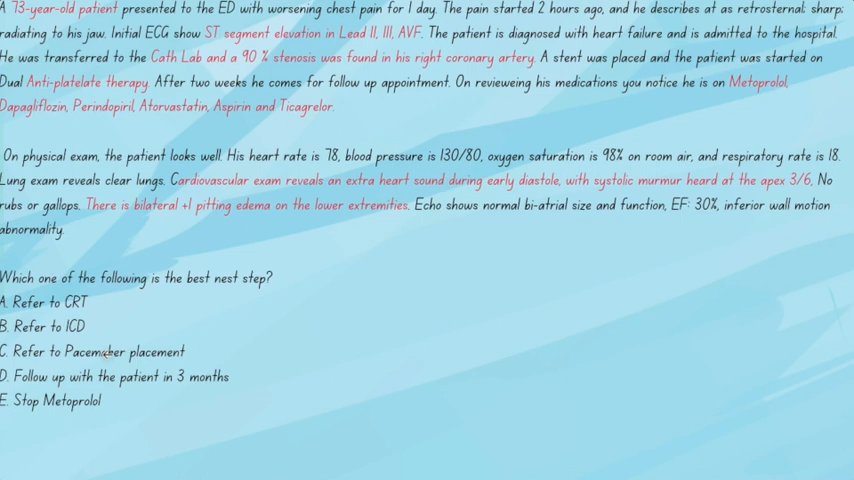 A 73-year-old patient presented to the ED with worsening chest pain for 1 day. The pain started 2 hours ago, and he describes at as retrosternal: sharp;
radiating to his jaw. Initial ECG show ST segment elevation in Lead II, III, AVF. The patient is diagnosed with heart failure and is admitted to the hospital.
He was transferred to the Cath Lab and a 90 % stenosis was found in his right coronary artery. A stent was placed and the patient was started on
Dual Anti-platelate therapy. After two weeks he comes for follow up appointment. On revieweing his medications you notice he is on Metoprolol,
Dapagliflozin, Perindopiril, Atorvastatin, Aspirin and Ticagrelor.
On physical exam, the patient looks well. His heart rate is 78, blood pressure is 130/80, oxygen saturation is 98% on room air, and respiratory rate is 18.
Lung exam reveals clear lungs. Cardiovascular exam reveals an extra heart sound during early diastole, with systolic murmur heard at the apex 3/6, No
rubs or gallops. There is bilateral +1 pitting edema on the lower extremities. Echo shows normal bi-atrial size and function, EF: 30%, inferior wall motion
abnormality.
Which one of the following is the best nest step?
A. Refer to CRT
B. Refer to ICD
C. Refer to Pacemaker placement
D. Follow up with the patient in 3 months
E. Stop Metoprolol